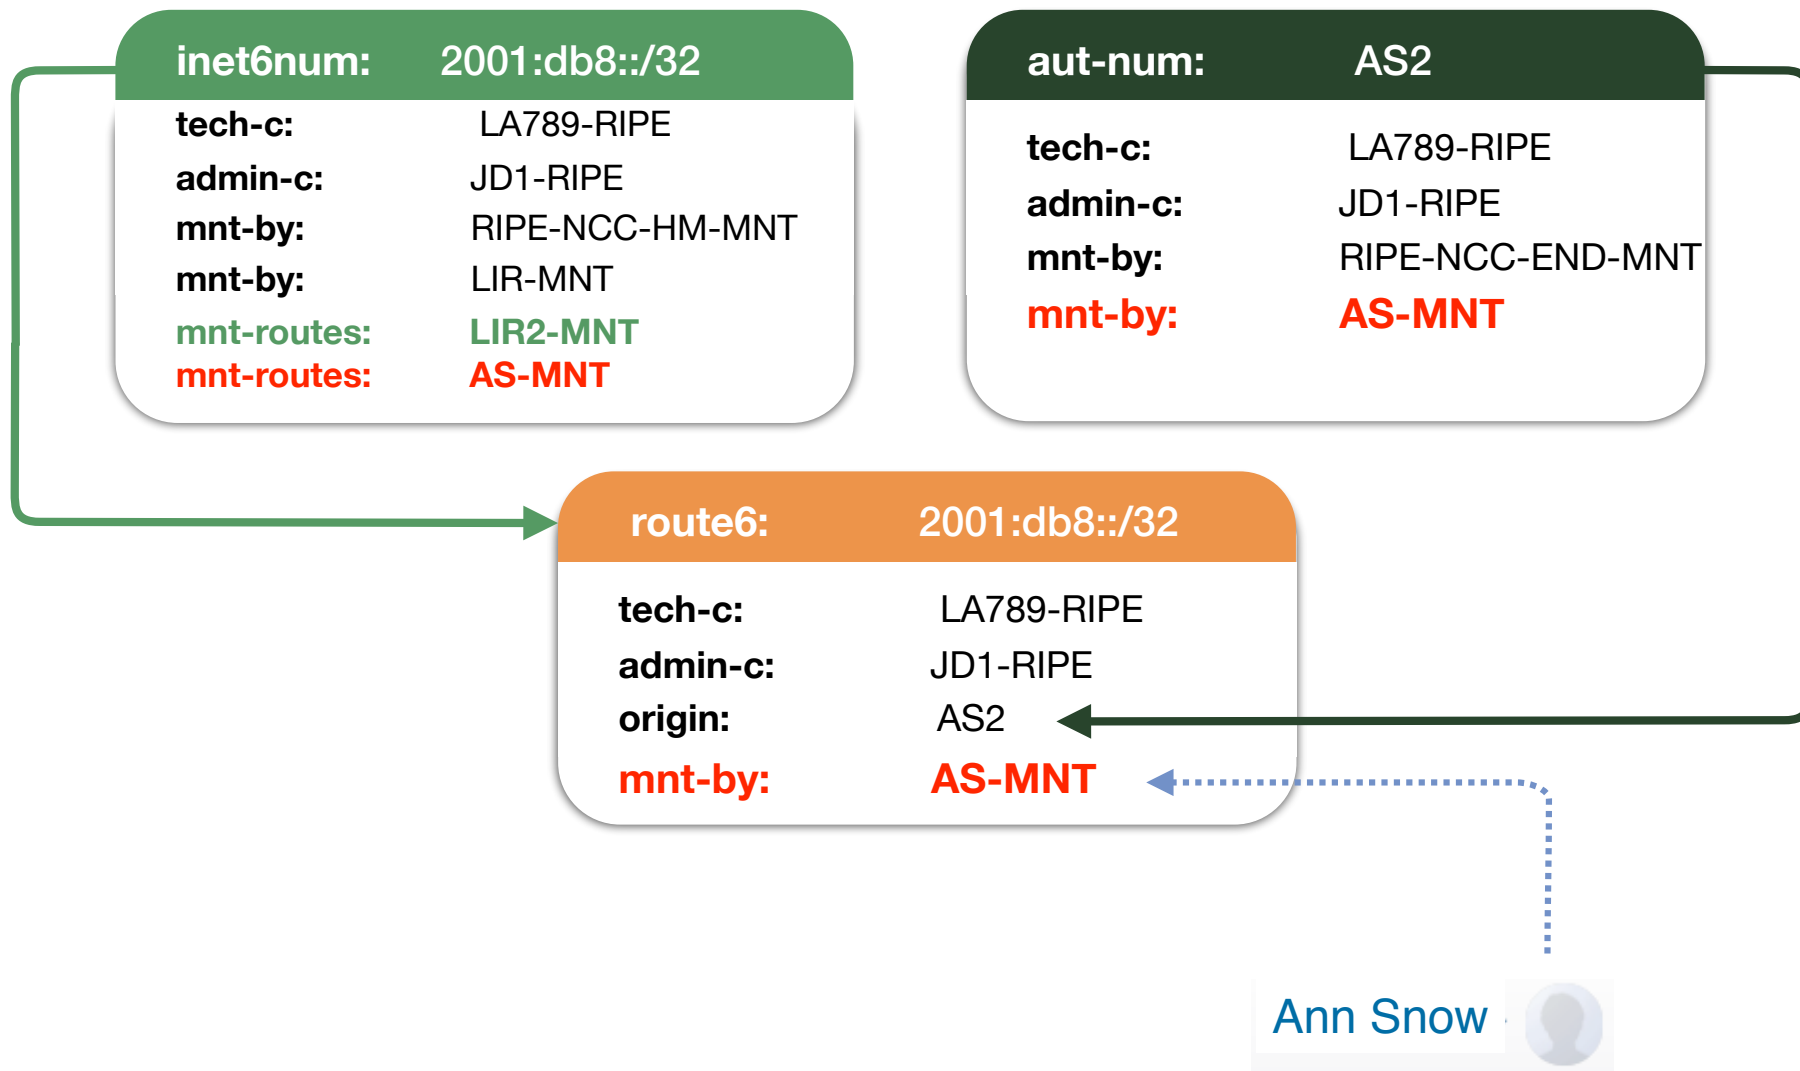 inet6num: 2001:db8::/32
tech-c: LA789-RIPE
admin-c: JD1-RIPE
mnt-by: RIPE-NCC-HM-MNT
mnt-by: LIR-MNT
mnt-routes: LIR2-MNT
mnt-routes: AS-MNT
aut-num: AS2
tech-c: LA789-RIPE
admin-c: JD1-RIPE
mnt-by: RIPE-NCC-END-MNT
mnt-by: AS-MNT
route6: 2001:db8::/32
tech-c: LA789-RIPE
admin-c: JD1-RIPE
origin: AS2
mnt-by: AS-MNT
Ann Snow